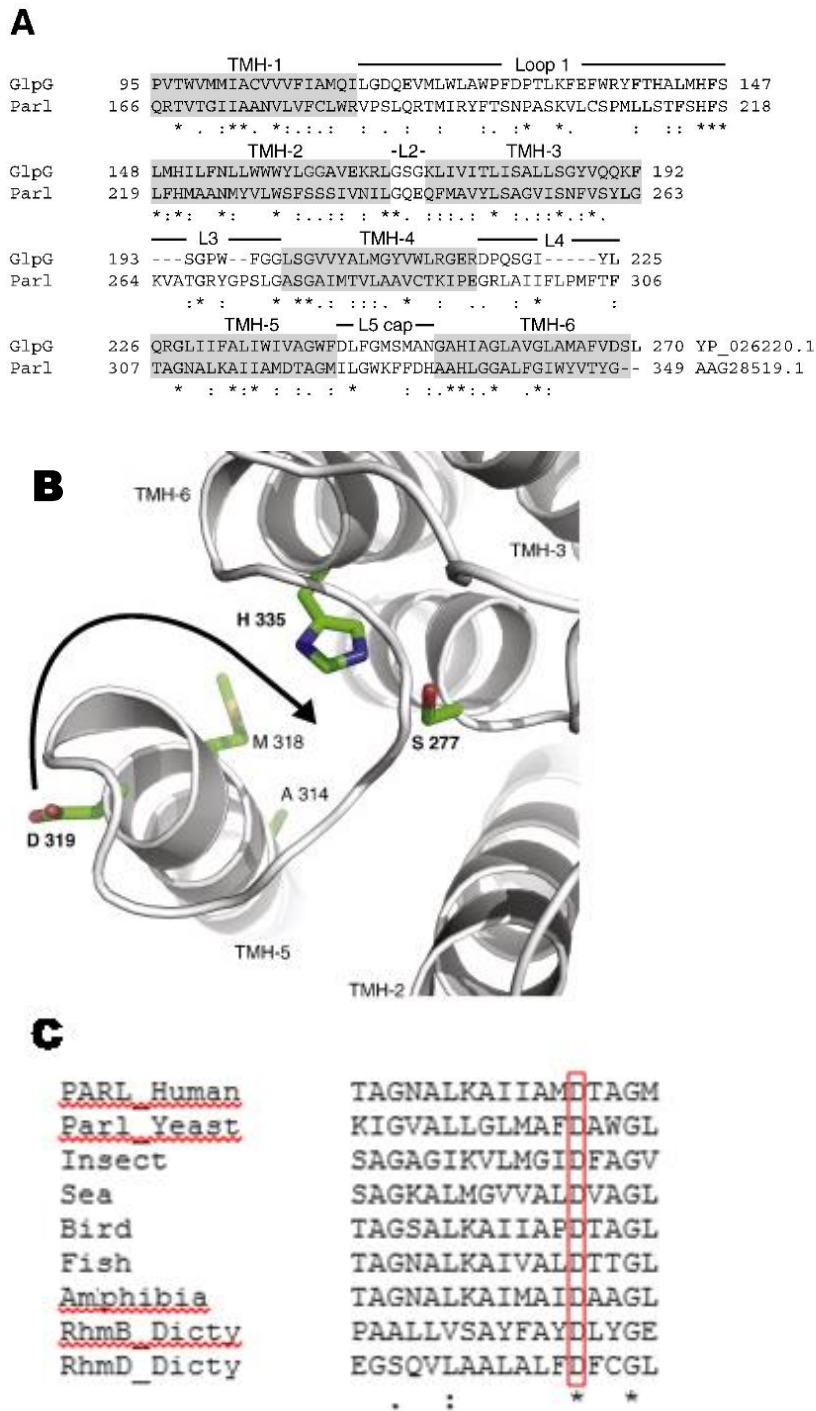 A
TMH-1 Loop 1
GlpG 95 PVTWVMMIACVVVFIAMQILGDQEVMLWLAWPFDPTLKFEFWRYFTHALMHFS 147
Parl 166 QRTVTGIIAANVLVFCLWRVPSLQRTMIRYFTSNPASKVLCSPMLLSTFSHFS 218
TMH-2 -L2- TMH-3
GlpG 148 LMHILFNLLWWWYLGGAVEKRLGSGKLIVITLISALLSGYVQQKF 192
Parl 219 LFHMAANMYVLWSFSSSIVNILGQEQFMAVYLSAGVISNFVSYLG 263
L3 TMH-4 L4
GlpG 193 ---SGPW--FGGLSGVVYALMGYVWLRGERDPQSGI-----YL 225
Parl 264 KVATGRYGPSLGASGAIMTVLAAVCTKIPEGRLAIIFLPMFTF 306
TMH-5 L5 cap TMH-6
GlpG 226 QRGLIIFALIWIVAGWFDLFGMSMANGAHIAGLAVGLAMAFVDSL 270 YP_026220.1
Parl 307 TAGNALKAIIAMDTAGMILGWKFFDHAAHLGGALFGIWYVTYG-- 349 AAG28519.1
B
TMH-6
TMH-3
H 335
M 318
S 277
A 314
D 319
TMH-5
TMH-2
C
PARL_Human TAGNALKAIIAMDTAGM
Parl_Yeast KIGVALLGLMAFDAWGL
Insect SAGAGIKVLMGIDFAGV
Sea SAGKALMGVVALDVAGL
Bird TAGSALKAIIAPDTAGL
Fish TAGNALKAIVALDTTGL
Amphibia TAGNALKAIMAIDAAGL
RhmB_Dicty PAALLVSAYFAYDLYGE
RhmD_Dicty EGSQVLAALALFDFCGL
. : * *